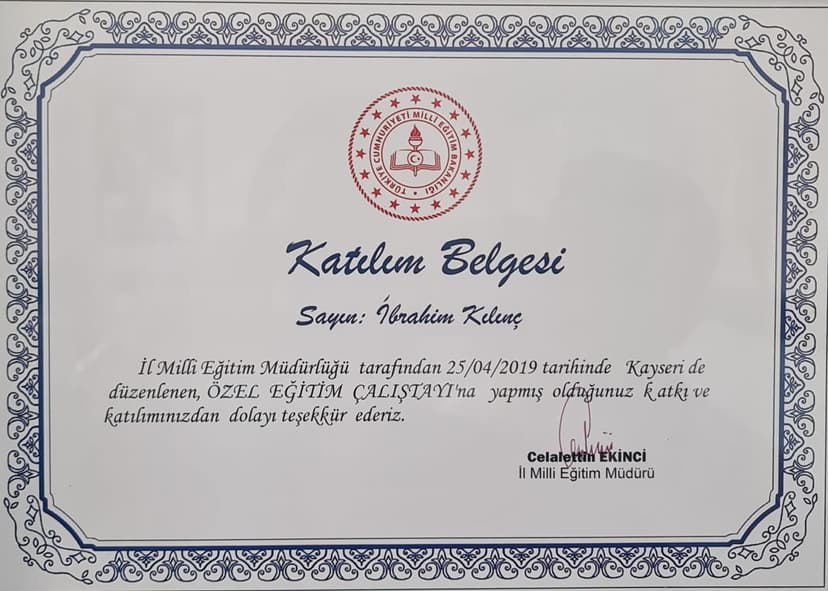 TÜRKİYE CUMHURİYETİ MİLLİ EĞİTİM BAKANLIĞI
Katılım Belgesi
Sayın: İbrahim Kılınç
İl Milli Eğitim Müdürlüğü tarafından 25/04/2019 tarihinde Kayseri de
düzenlenen, ÖZEL EĞİTİM ÇALIŞTAYI'na yapmış olduğunuz katkı ve
katılımınızdan dolayı teşekkür ederiz.
Celalettin EKİNCİ
İl Milli Eğitim Müdürü